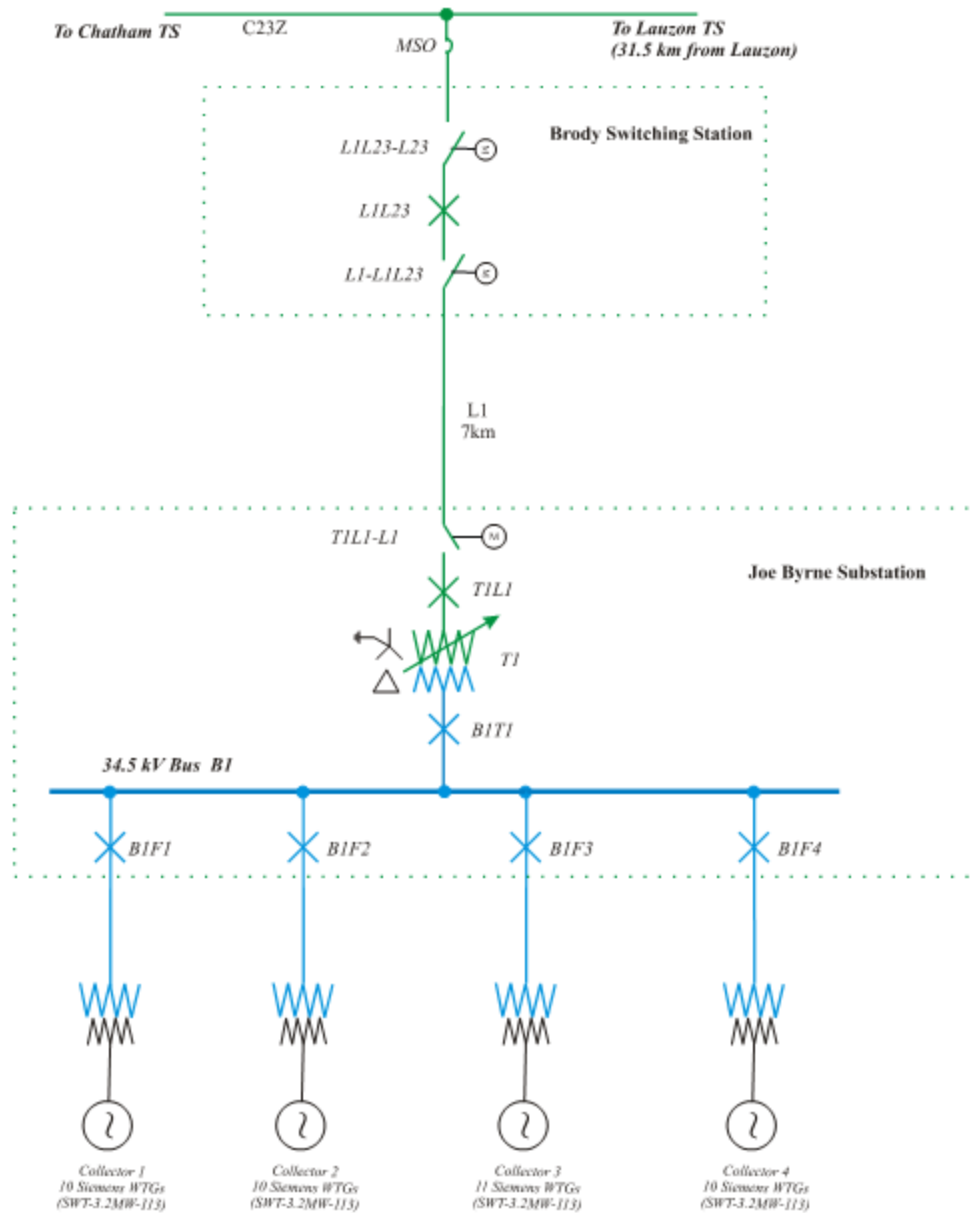 To Chatham TS
C23Z
To Lauzon TS
(31.5 km from Lauzon)
MSO
Brody Switching Station
L1L23-L23
L1L23
L1-L1L23
L1
7km
T1L1-L1
M
Joe Byrne Substation
T1L1
T1
B1T1
34.5 kV Bus B1
B1F1
B1F2
B1F3
B1F4
Collector 1
10 Siemens WTGs
(SWT-3.2MW-113)
Collector 2
10 Siemens WTGs
(SWT-3.2MW-113)
Collector 3
11 Siemens WTGs
(SWT-3.2MW-113)
Collector 4
10 Siemens WTGs
(SWT-3.2MW-113)